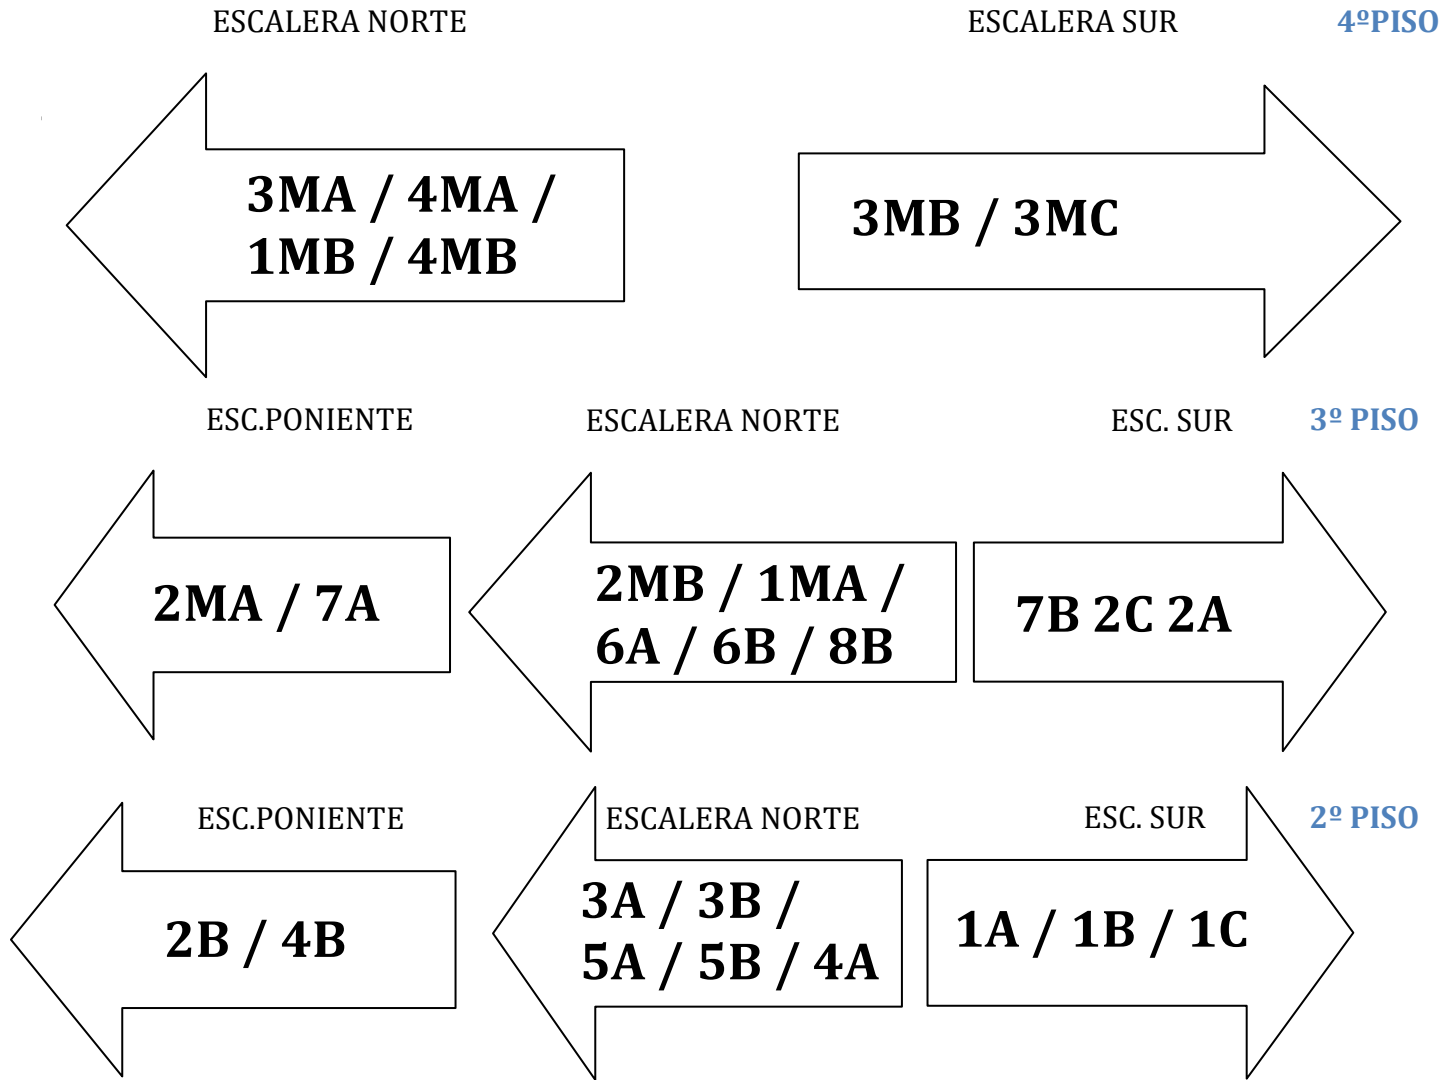 ESCALERA NORTE
ESCALERA SUR
4ºPISO
3MA / 4MA /
1MB / 4MB
3MB / 3MC
ESC.PONIENTE
ESCALERA NORTE
ESC. SUR
3º PISO
2MA / 7A
2MB / 1MA /
6A / 6B / 8B
7B 2C 2A
ESC.PONIENTE
ESCALERA NORTE
ESC. SUR
2º PISO
2B / 4B
3A / 3B /
5A / 5B / 4A
1A / 1B / 1C